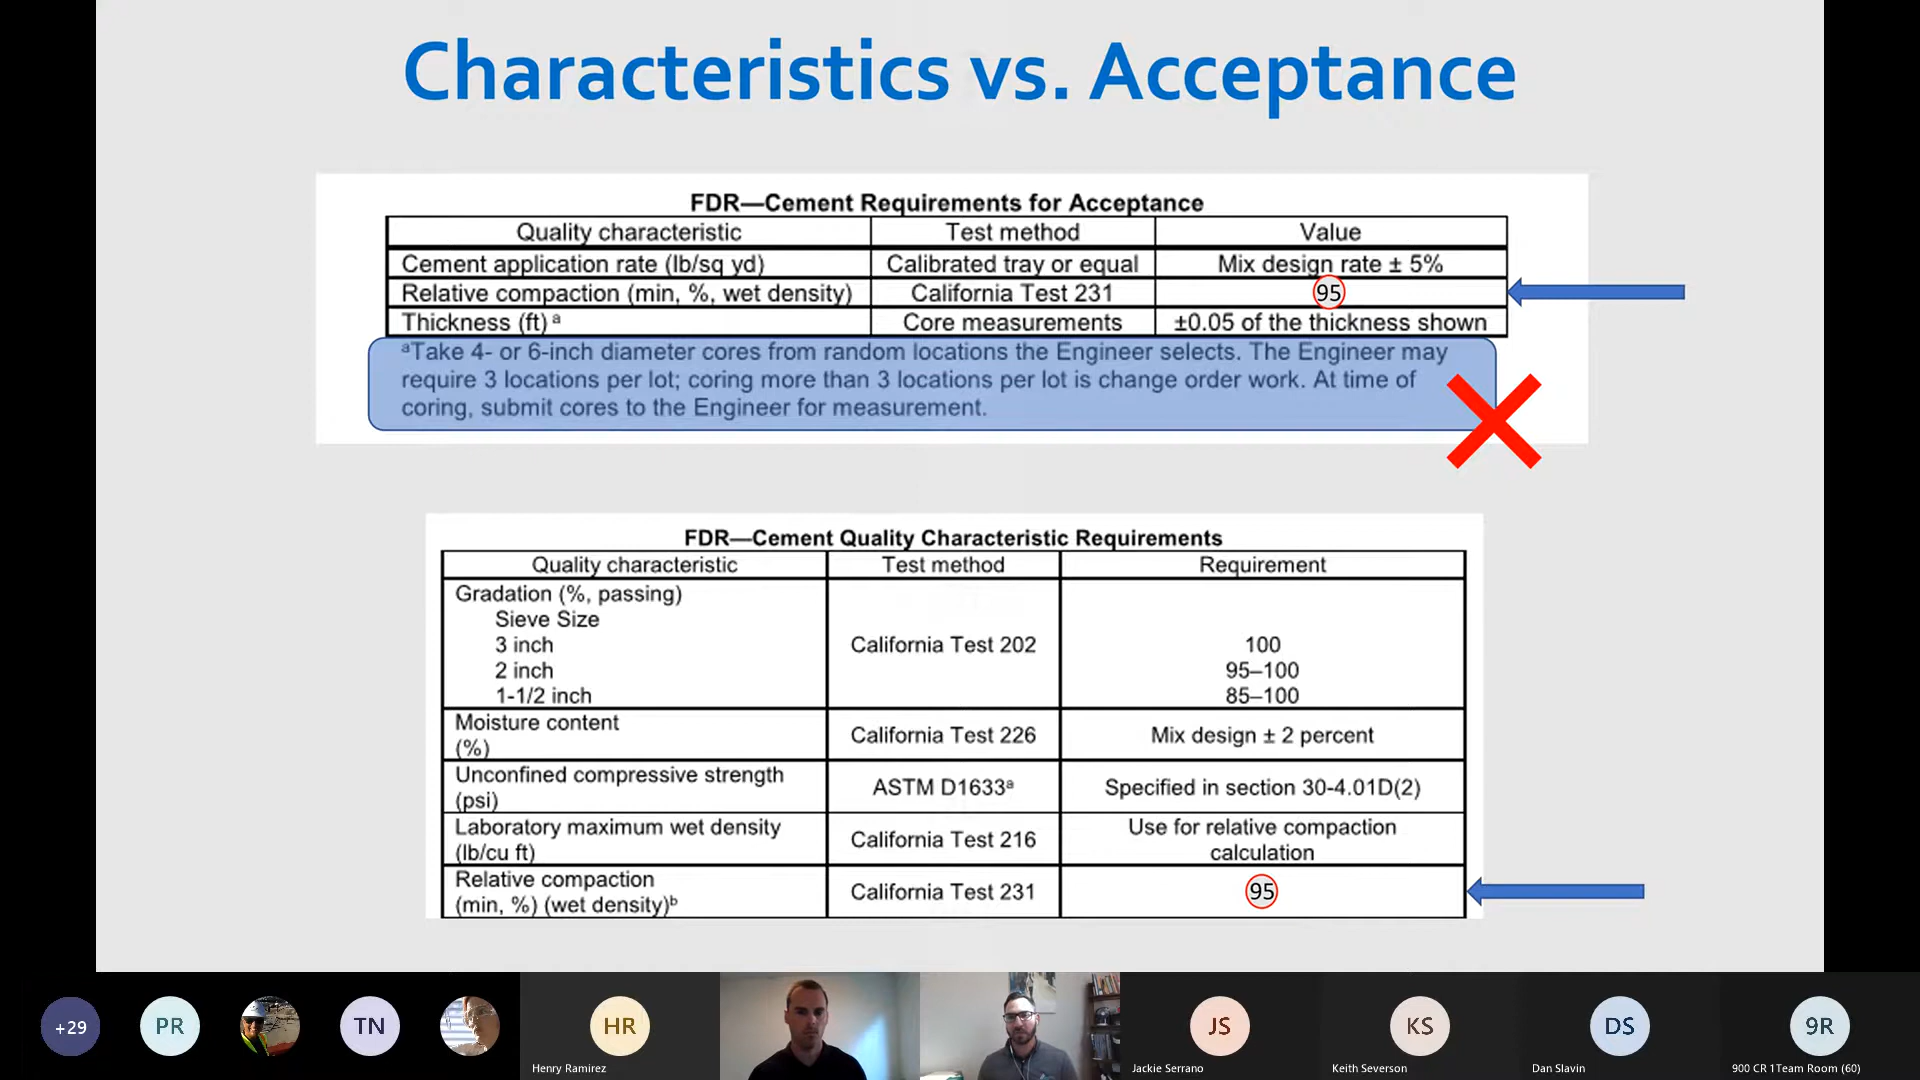 Characteristics vs. Acceptance
FDR—Cement Requirements for Acceptance
Quality characteristic Test method Value
Cement application rate (lb/sq yd) Calibrated tray or equal Mix design rate ± 5%
Relative compaction (min, %, wet density) California Test 231 95
Thickness (ft) a Core measurements ±0.05 of the thickness shown
aTake 4- or 6-inch diameter cores from random locations the Engineer selects. The Engineer may
require 3 locations per lot; coring more than 3 locations per lot is change order work. At time of
coring, submit cores to the Engineer for measurement.
FDR—Cement Quality Characteristic Requirements
Quality characteristic Test method Requirement
Gradation (%, passing)
Sieve Size
3 inch California Test 202 100
2 inch 95–100
1-1/2 inch 85–100
Moisture content
(%) California Test 226 Mix design ± 2 percent
Unconfined compressive strength
(psi) ASTM D1633a Specified in section 30-4.01D(2)
Laboratory maximum wet density
(lb/cu ft) California Test 216 Use for relative compaction
calculation
Relative compaction
(min, %) (wet density)b California Test 231 95
+29 PR TN HR JS KS DS 9R
Henry Ramirez Jackie Serrano Keith Severson Dan Slavin 900 CR 1Team Room (60)